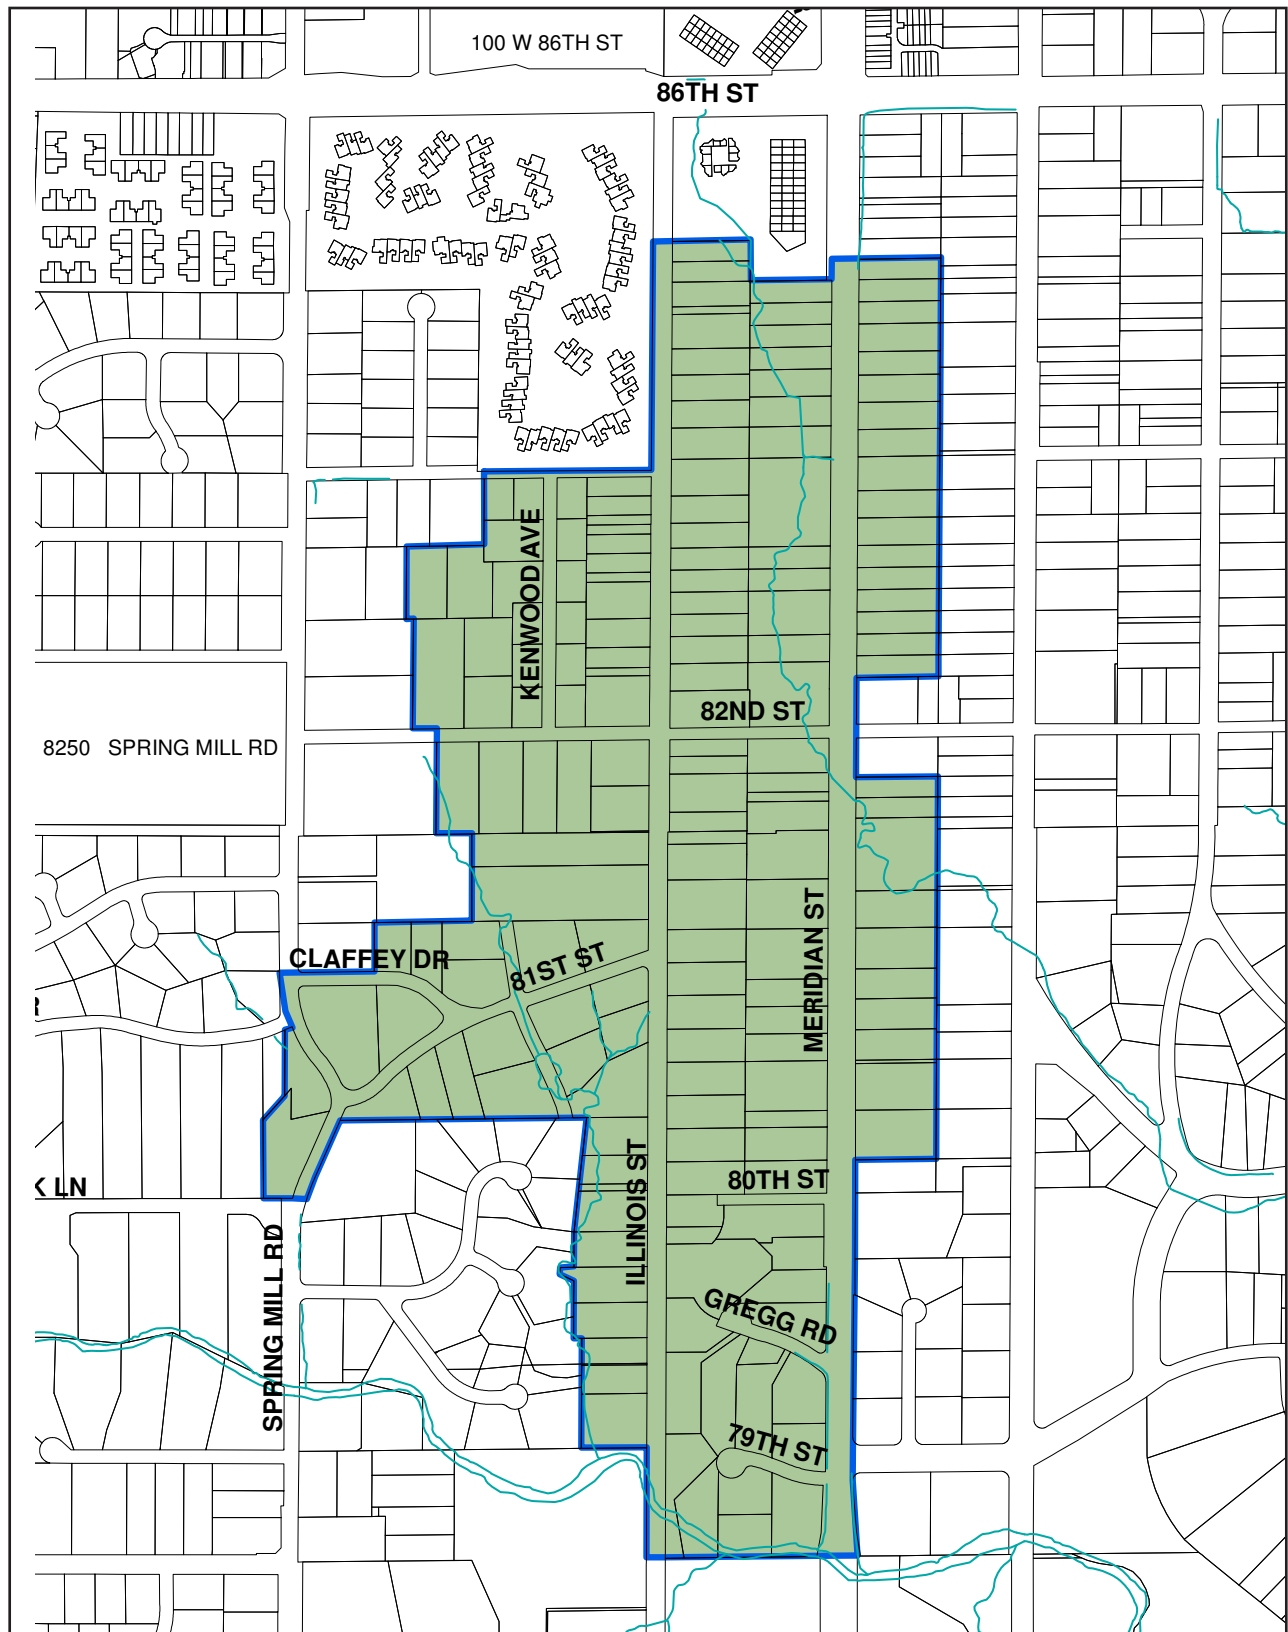 100 W 86TH ST
86TH ST
KENWOOD AVE
82ND ST
8250 SPRING MILL RD
MERIDIAN ST
CLAFFEY DR
81ST ST
80TH ST
K LN
ILLINOIS ST
SPRING MILL RD
GREGG RD
79TH ST